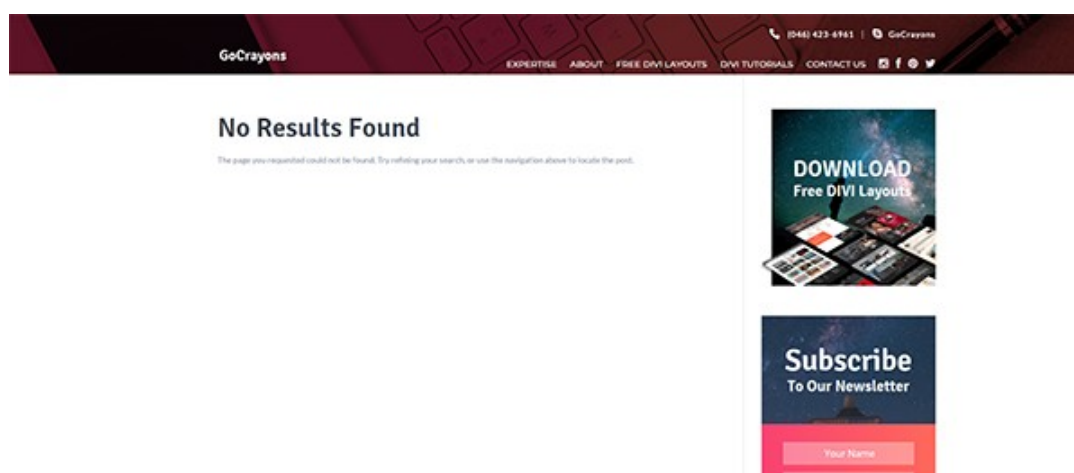 (046) 423-6961 | GoCrayons
GoCrayons
EXPERTISE ABOUT FREE DIVI LAYOUTS DIVI TUTORIALS CONTACT US
No Results Found
The page you requested could not be found. Try refining your search, or use the navigation above to locate the post.
DOWNLOAD
Free DIVI Layouts
Subscribe
To Our Newsletter
Your Name